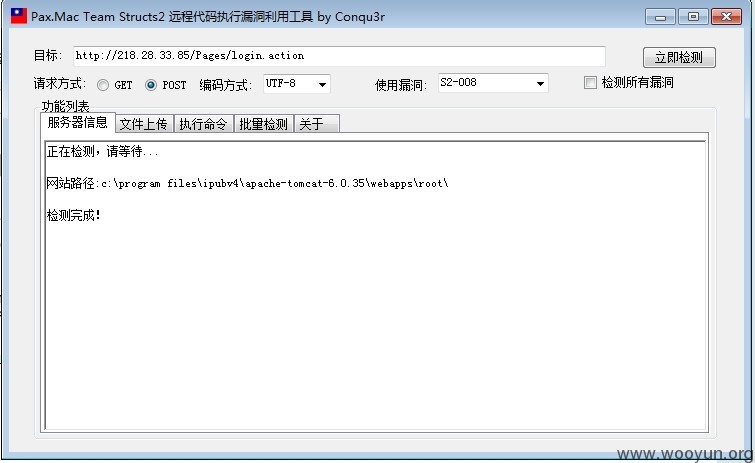 Pax.Mac Team Structs2 远程代码执行漏洞利用工具 by Conqu3r
目标: http://218.28.33.85/Pages/login.action 立即检测
请求方式: GET POST 编码方式: UTF-8 使用漏洞: S2-008 检测所有漏洞
功能列表
服务器信息 文件上传 执行命令 批量检测 关于
正在检测，请等待...
网站路径:c:\program files\ipubv4\apache-tomcat-6.0.35\webapps\root\
检测完成!
www.wooyun.org